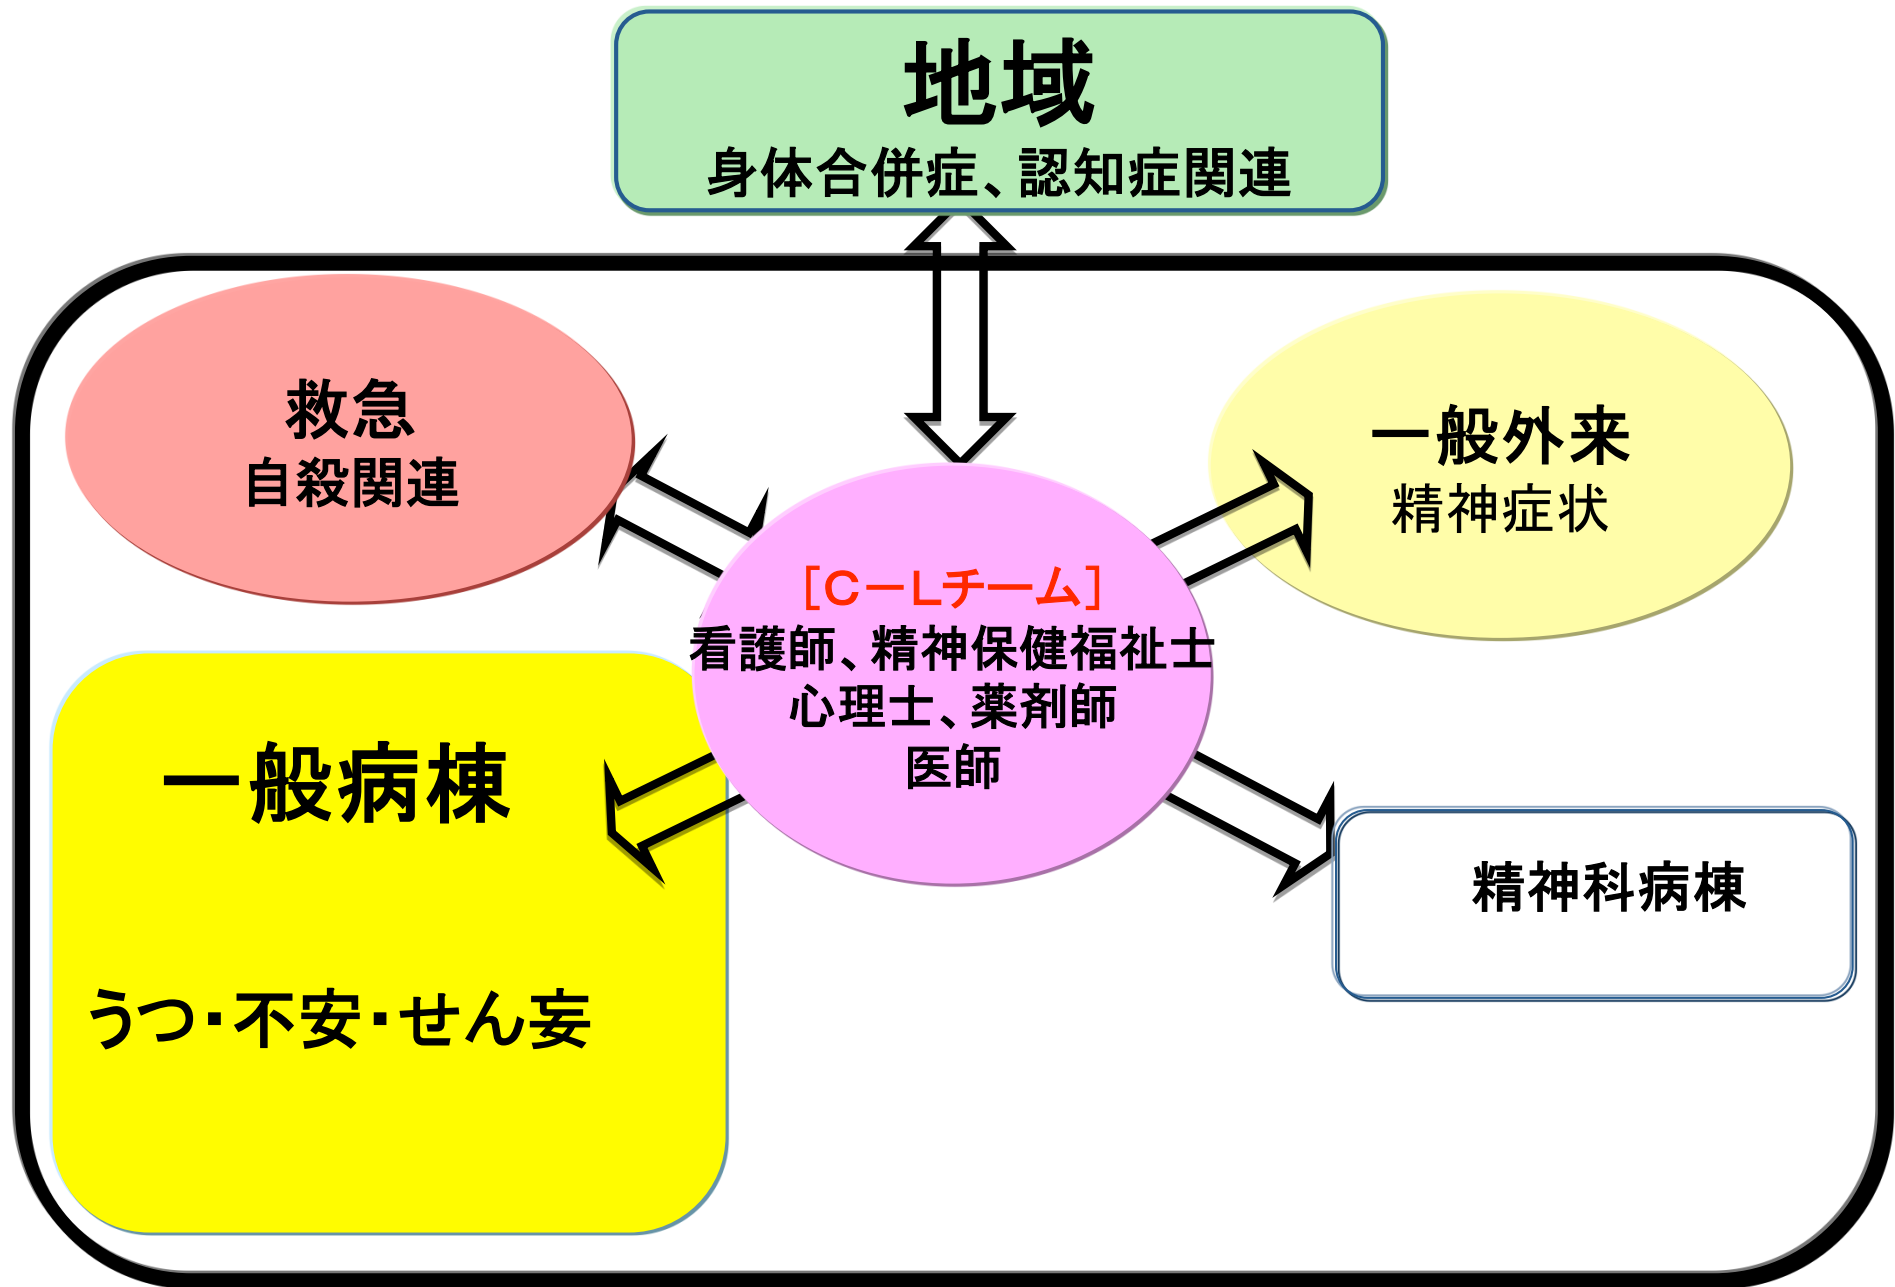 地域
身体合併症、認知症関連
救急
自殺関連
一般外来
精神症状
［C－Lチーム］
看護師、精神保健福祉士
心理士、薬剤師
医師
一般病棟
うつ・不安・せん妄
精神科病棟